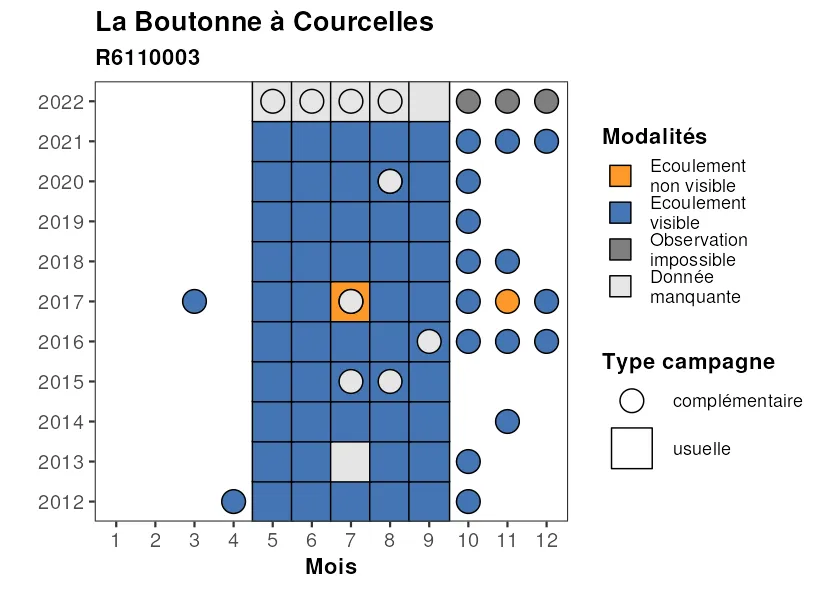 La Boutonne à Courcelles
R6110003
2022
2021
2020
2019
2018
2017
2016
2015
2014
2013
2012
1 2 3 4 5 6 7 8 9 10 11 12
Mois
Modalités
Ecoulement
non visible
Ecoulement
visible
Observation
impossible
Donnée
manquante
Type campagne
complémentaire
usuelle